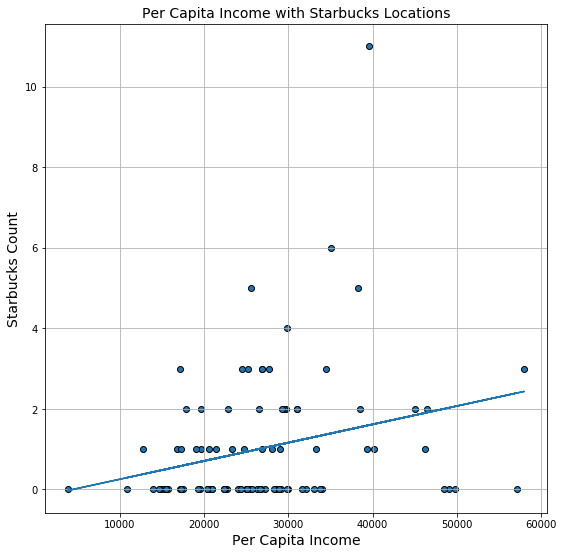 Per Capita Income with Starbucks Locations
Starbucks Count
10
8
6
4
2
0
10000 20000 30000 40000 50000 60000
Per Capita Income